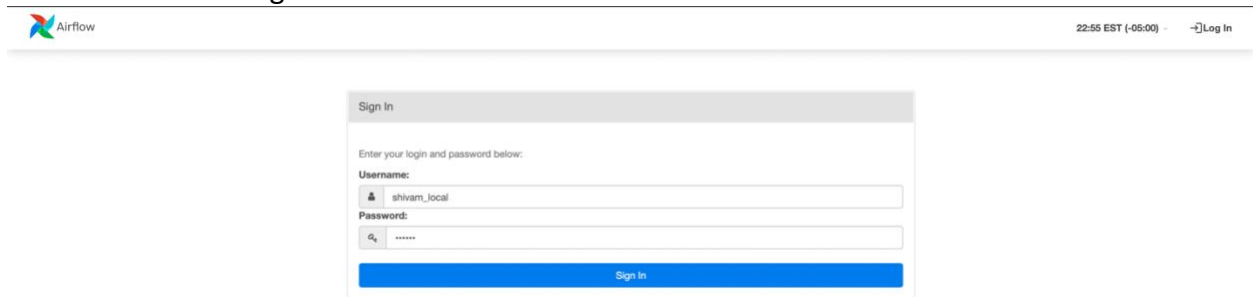 Airflow
22:55 EST (-05:00)
Log In
Sign In
Enter your login and password below:
Username:
shivam_local
Password:
••••••
Sign In